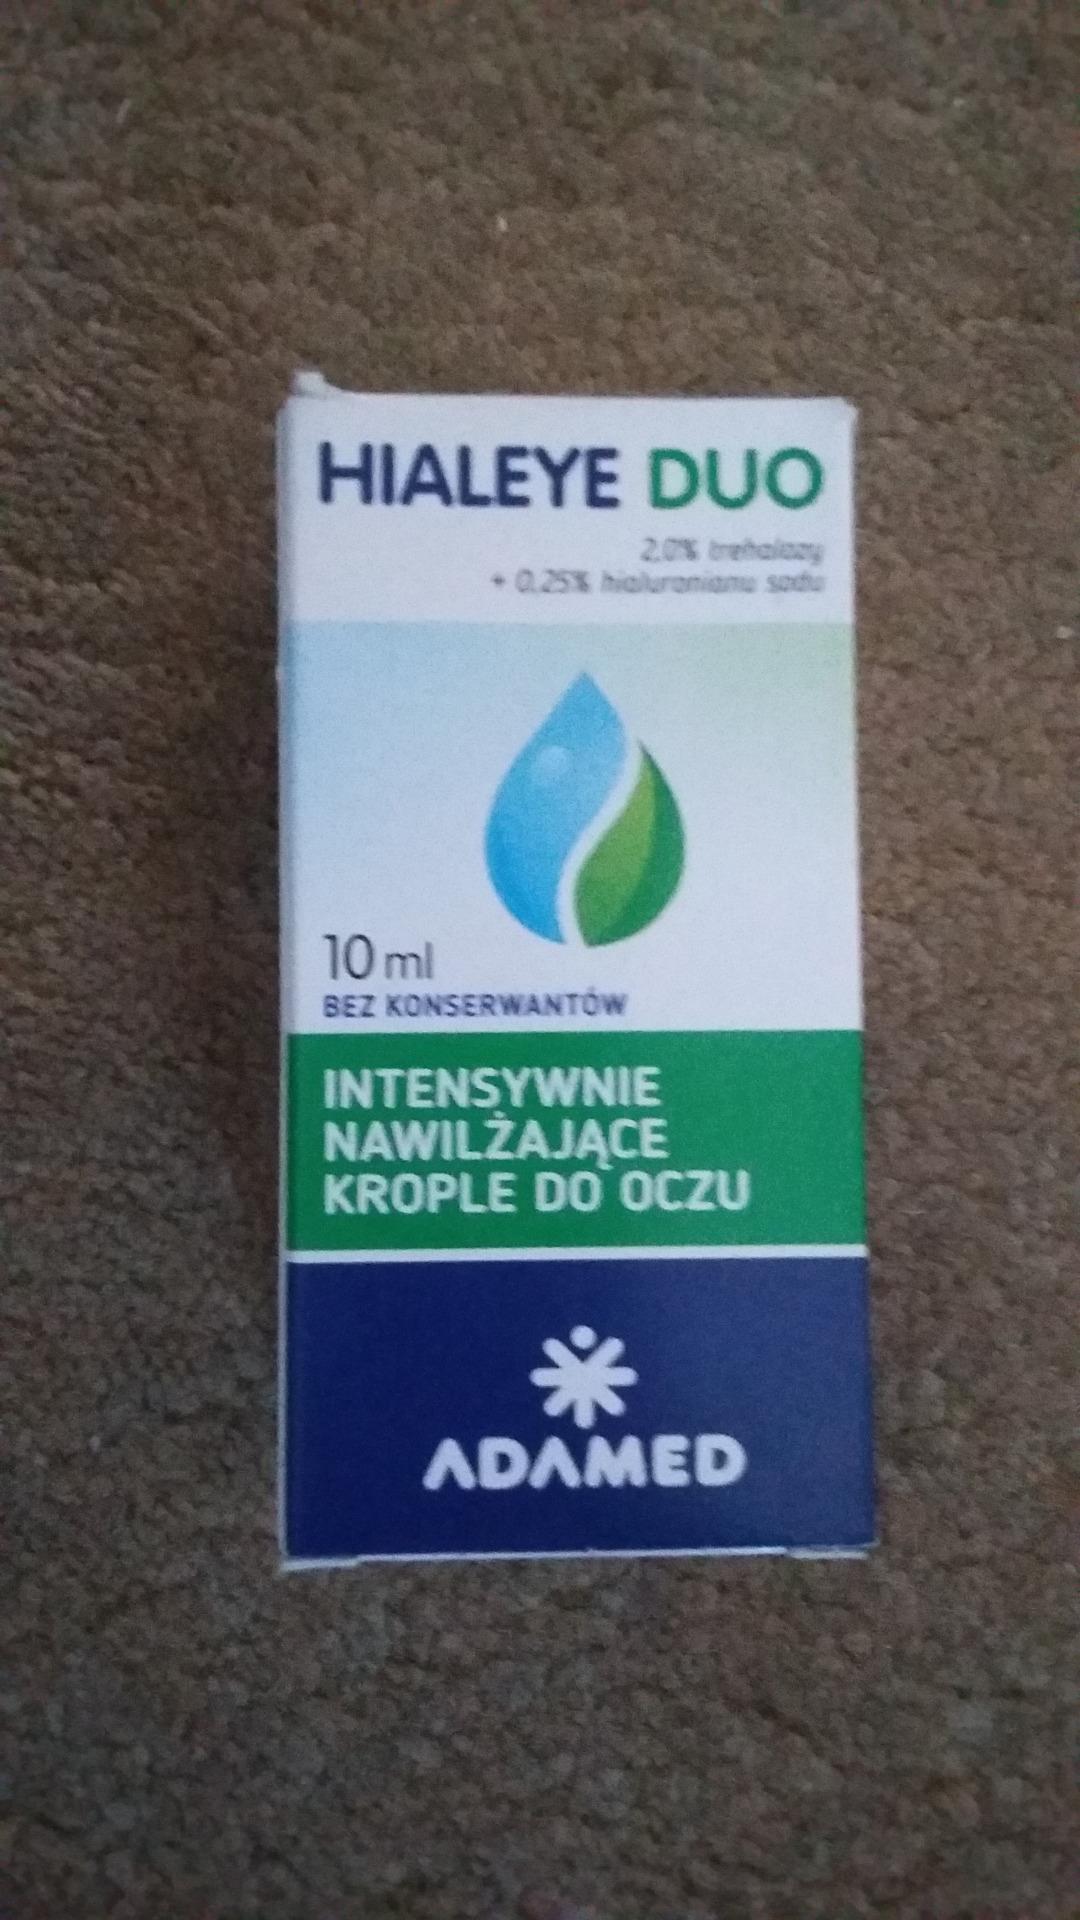 HIALEYE DUO
2,0% trehalozy
+ 0,25% hialuronianu sodu
10 ml
BEZ KONSERWANTÓW
INTENSYWNIE
NAWILŻAJĄCE
KROPLE DO OCZU
ADAMED